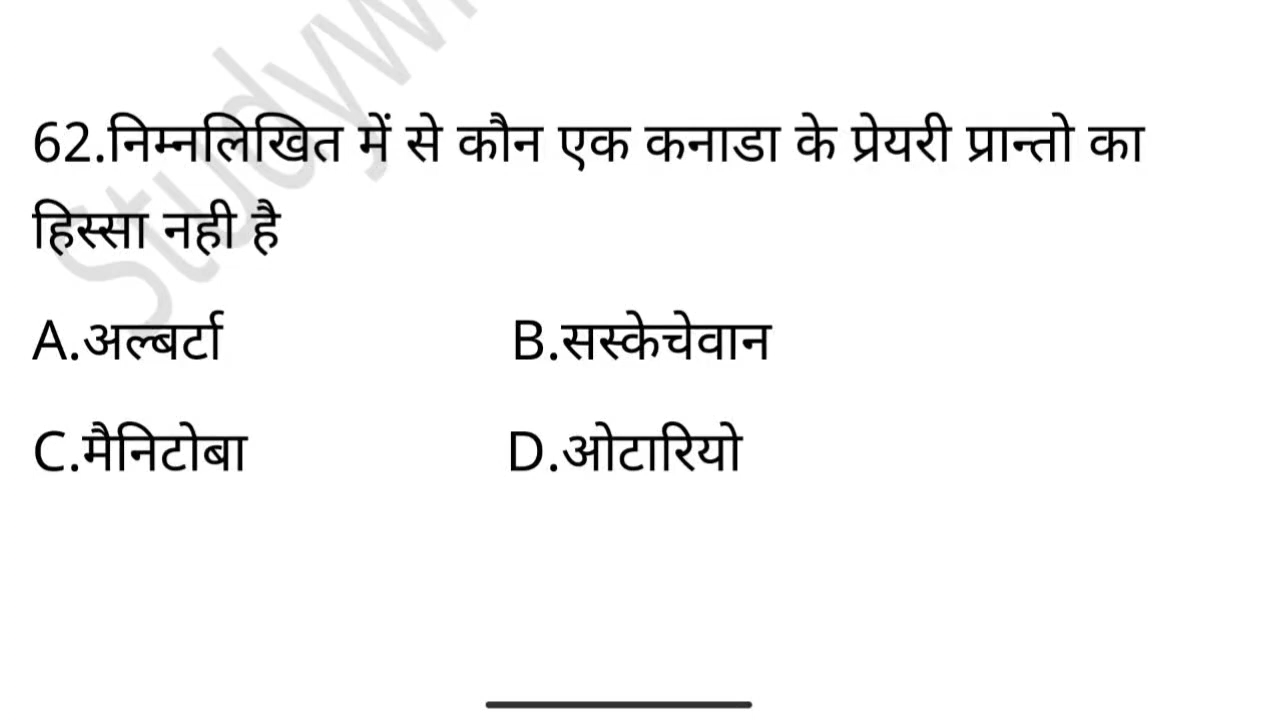 62.निम्नलिखित में से कौन एक कनाडा के प्रेयरी प्रान्तो का
हिस्सा नही है
A.अल्बर्टा B.सस्केचेवान
C.मैनिटोबा D.ओटारियो